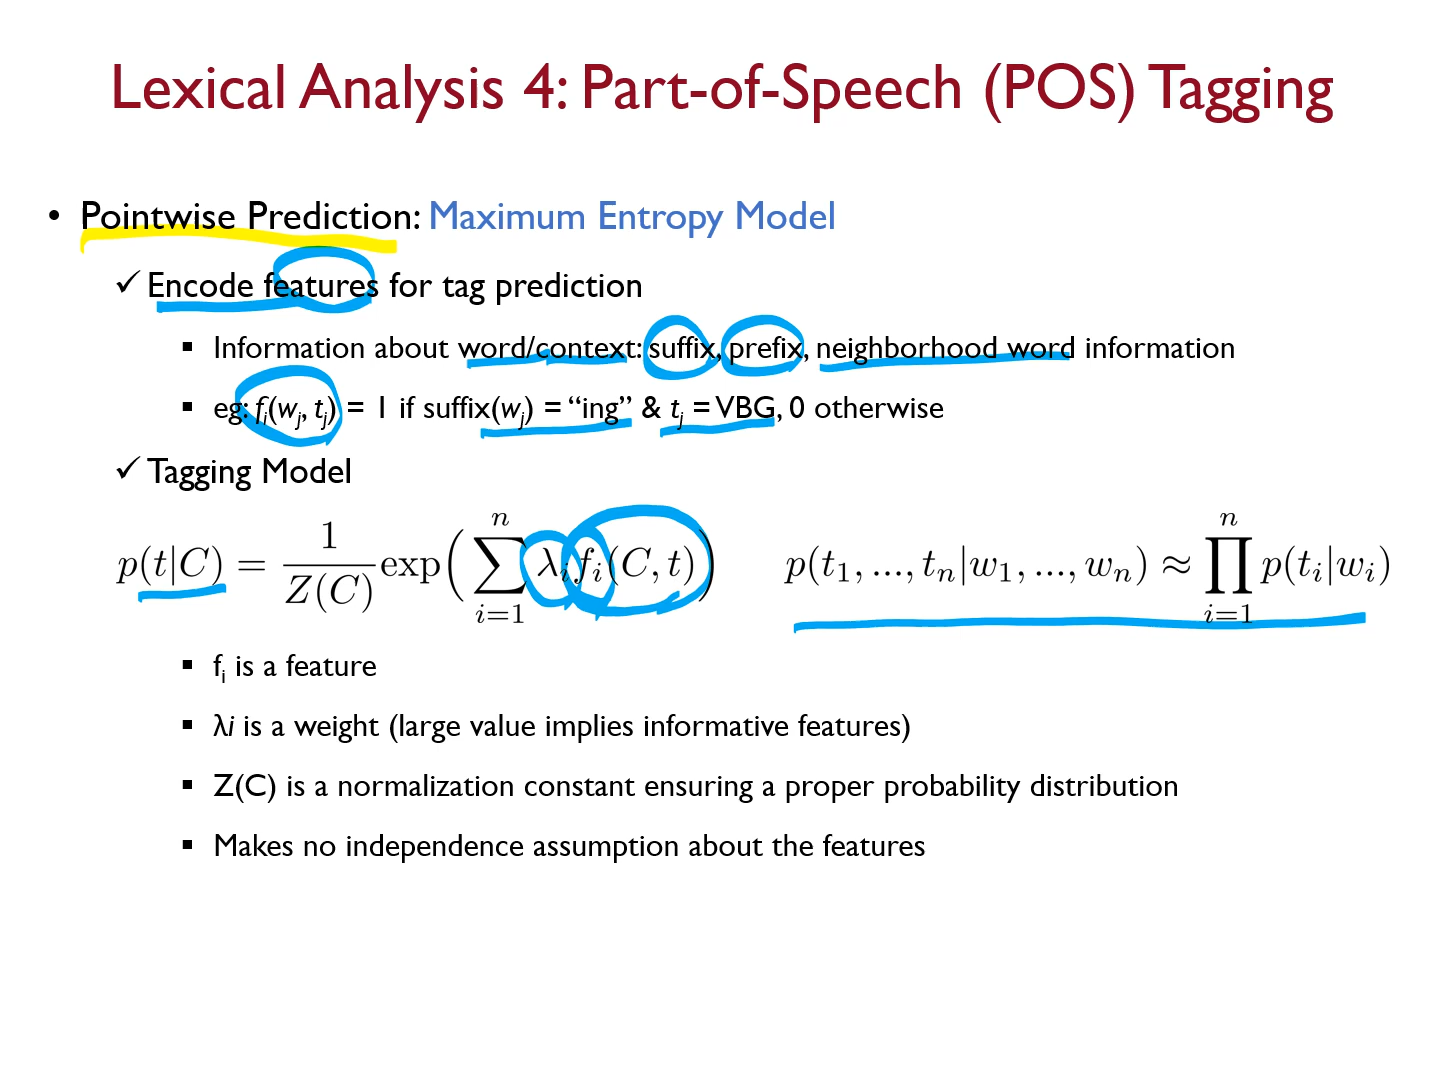 Lexical Analysis 4: Part-of-Speech (POS) Tagging
• Pointwise Prediction: Maximum Entropy Model
✓ Encode features for tag prediction
▪ Information about word/context: suffix, prefix, neighborhood word information
▪ eg: fᵢ(wⱼ, tⱼ) = 1 if suffix(wⱼ) = “ing” & tⱼ = VBG, 0 otherwise
✓ Tagging Model
p(t|C) = 1/Z(C) exp(∑_{i=1}^{n} λᵢfᵢ(C, t)) p(t₁, ..., tₙ|w₁, ..., wₙ) ≈ ∏_{i=1}^{n} p(tᵢ|wᵢ)
▪ fᵢ is a feature
▪ λi is a weight (large value implies informative features)
▪ Z(C) is a normalization constant ensuring a proper probability distribution
▪ Makes no independence assumption about the features